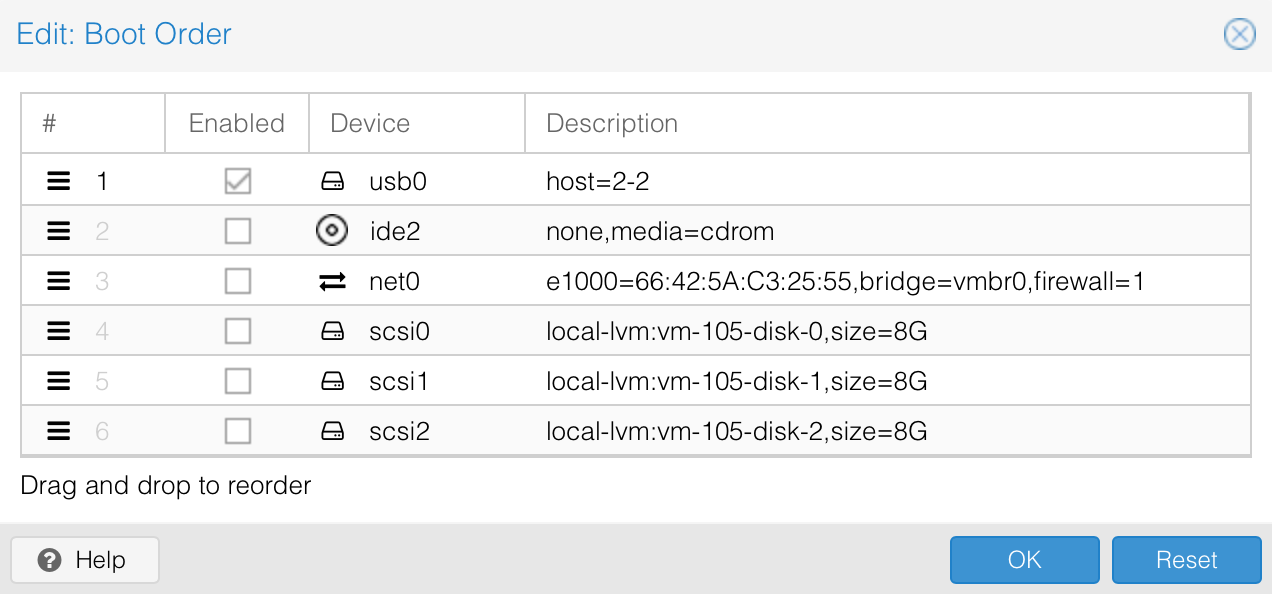 Edit: Boot Order
# Enabled Device Description
1 usb0 host=2-2
2 ide2 none,media=cdrom
3 net0 e1000=66:42:5A:C3:25:55,bridge=vmbr0,firewall=1
4 scsi0 local-lvm:vm-105-disk-0,size=8G
5 scsi1 local-lvm:vm-105-disk-1,size=8G
6 scsi2 local-lvm:vm-105-disk-2,size=8G
Drag and drop to reorder
Help OK Reset